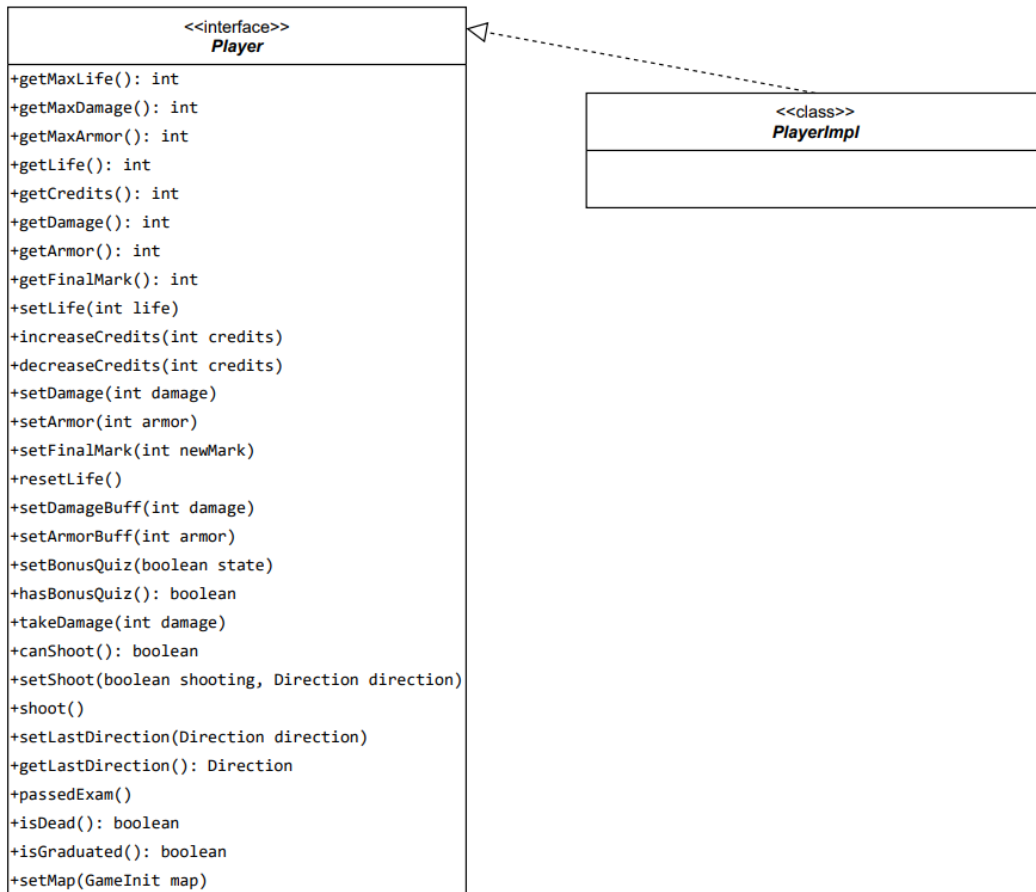 <<interface>>
Player
+getMaxLife(): int
+getMaxDamage(): int
+getMaxArmor(): int
+getLife(): int
+getCredits(): int
+getDamage(): int
+getArmor(): int
+getFinalMark(): int
+setLife(int life)
+increaseCredits(int credits)
+decreaseCredits(int credits)
+setDamage(int damage)
+setArmor(int armor)
+setFinalMark(int newMark)
+resetLife()
+setDamageBuff(int damage)
+setArmorBuff(int armor)
+setBonusQuiz(boolean state)
+hasBonusQuiz(): boolean
+takeDamage(int damage)
+canShoot(): boolean
+setShoot(boolean shooting, Direction direction)
+shoot()
+setLastDirection(Direction direction)
+getLastDirection(): Direction
+passedExam()
+isDead(): boolean
+isGraduated(): boolean
+setMap(GameInit map)
<<class>>
PlayerImpl